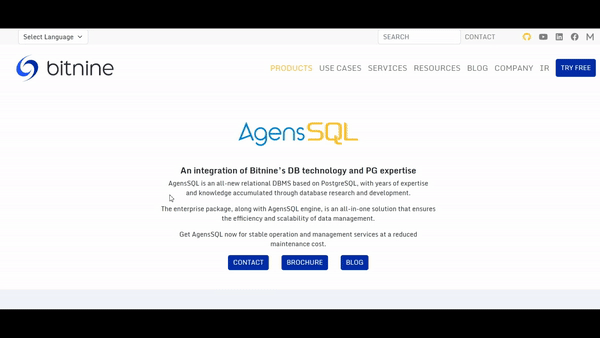 Select Language
SEARCH
CONTACT
bitnine
PRODUCTS USE CASES SERVICES RESOURCES BLOG COMPANY IR TRY FREE
AgensSQL
An integration of Bitnine's DB technology and PG expertise
AgensSQL is an all-new relational DBMS based on PostgreSQL, with years of expertise
and knowledge accumulated through database research and development.
The enterprise package, along with AgensSQL engine, is an all-in-one solution that ensures
the efficiency and scalability of data management.
Get AgensSQL now for stable operation and management services at a reduced
maintenance cost.
CONTACT BROCHURE BLOG